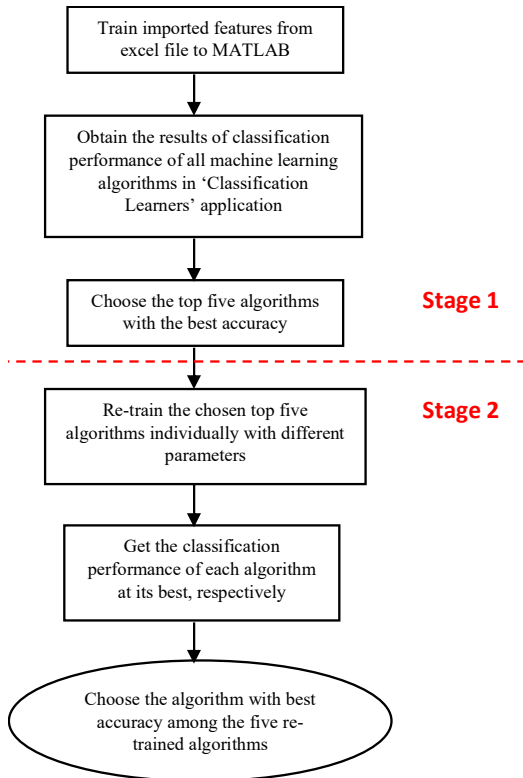 Train imported features from
excel file to MATLAB
Obtain the results of classification
performance of all machine learning
algorithms in ‘Classification
Learners’ application
Choose the top five algorithms
with the best accuracy
Stage 1
Re-train the chosen top five
algorithms individually with different
parameters
Stage 2
Get the classification
performance of each algorithm
at its best, respectively
Choose the algorithm with best
accuracy among the five re-
trained algorithms